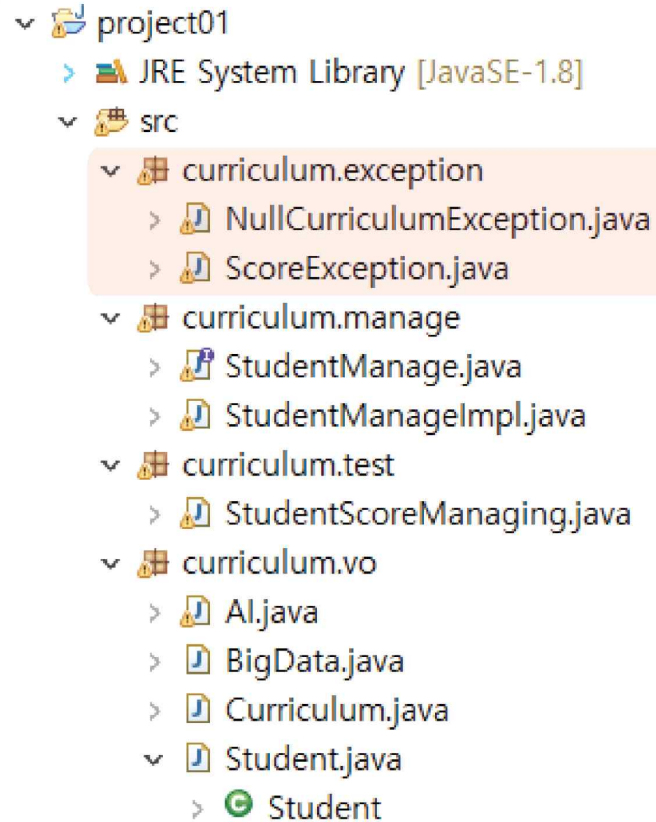 project01
JRE System Library [JavaSE-1.8]
src
curriculum.exception
NullCurriculumException.java
ScoreException.java
curriculum.manage
StudentManage.java
StudentManageImpl.java
curriculum.test
StudentScoreManaging.java
curriculum.vo
AI.java
BigData.java
Curriculum.java
Student.java
Student